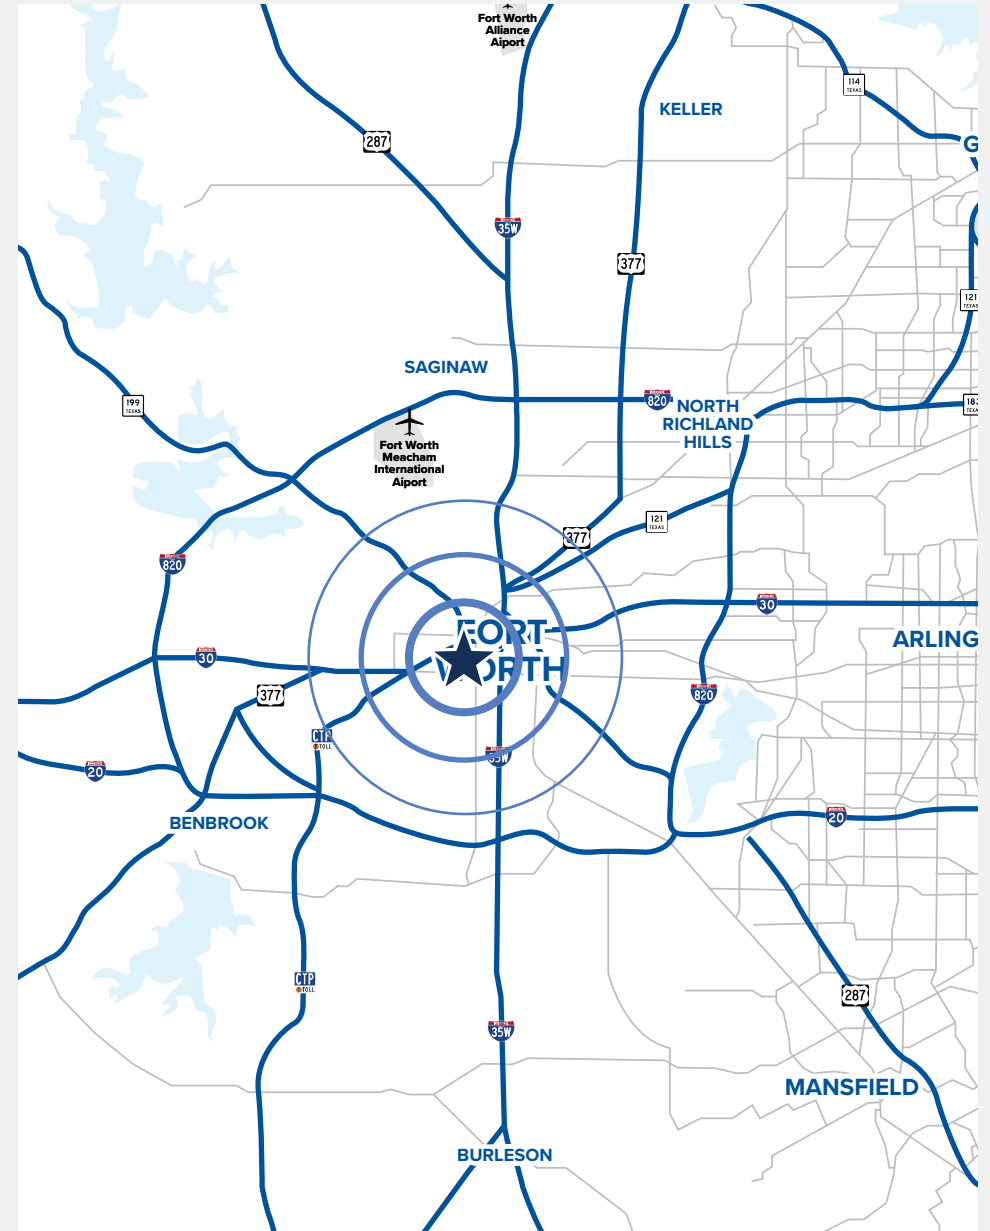 Fort Worth
Alliance
Aiport
114
TEXAS
KELLER
287
G
35W
377
121
TEXAS
SAGINAW
199
TEXAS
820
NORTH
RICHLAND
HILLS
183
Fort Worth
Meacham
International
Aiport
121
TEXAS
377
820
30
FORT
WORTH
ARLING
30
377
820
CTP
TOLL
35W
20
20
BENBROOK
CTP
TOLL
287
35W
MANSFIELD
BURLESON